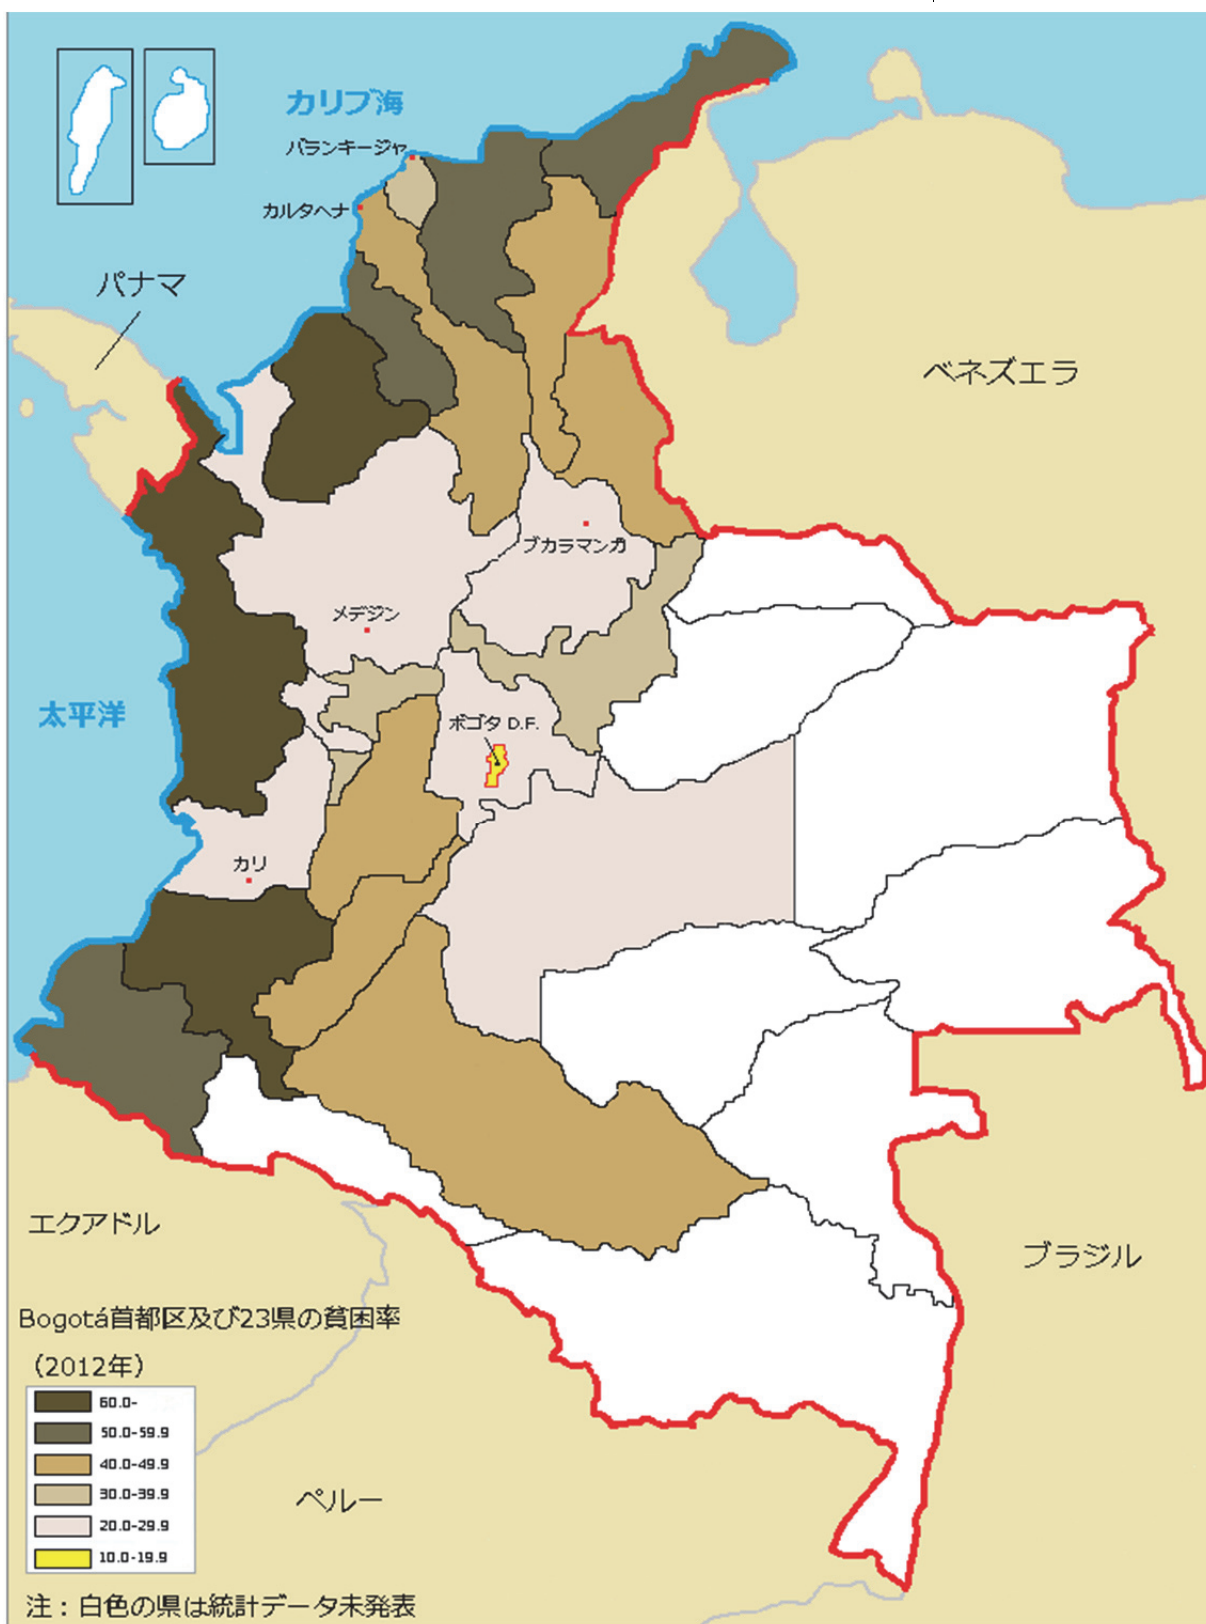 カリブ海
バランキージャ
カルタヘナ
パナマ
ベネズエラ
ブカラマンガ
メデジン
太平洋
ボゴタ D.F.
カリ
エクアドル
ブラジル
Bogotá首都区及び23県の貧困率
（2012年）
60.0-
50.0-59.9
40.0-49.9
30.0-39.9
20.0-29.9
10.0-19.9
ペルー
注：白色の県は統計データ未発表